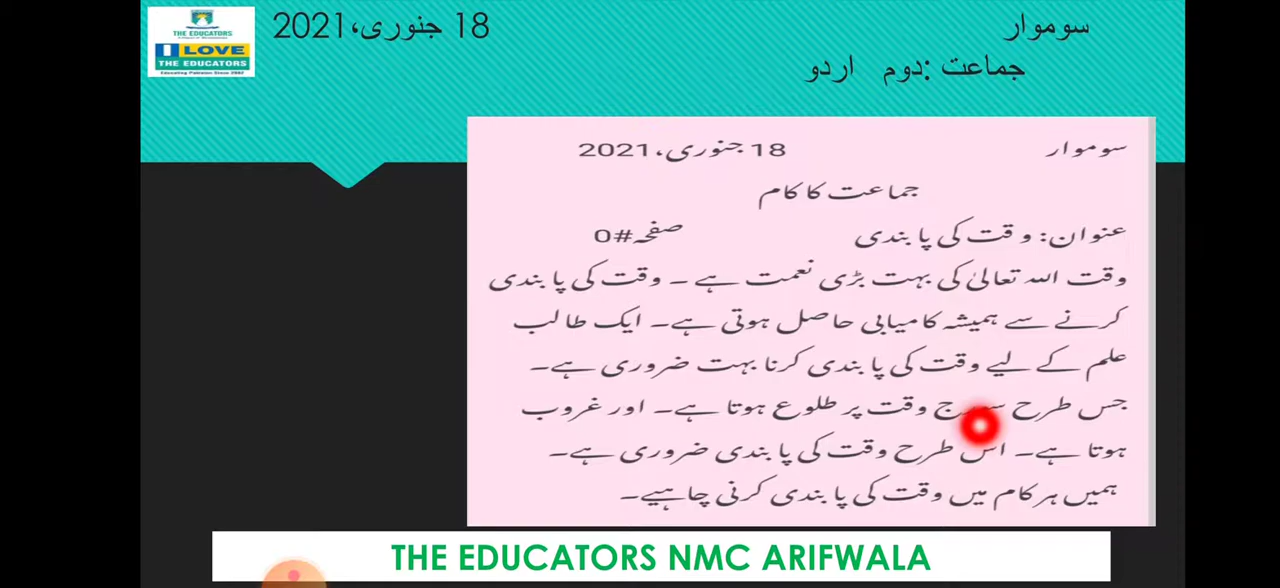 سوموار
18 جنوری،2021
جماعت :دوم اردو
THE EDUCATORS
I LOVE
THE EDUCATORS
سوموار 18 جنوری،2021
جماعت کا کام
عنوان: وقت کی پابندی صفحہ#0
وقت اللہ تعالیٰ کی بہت بڑی نعمت ہے ۔ وقت کی پابندی
کرنے سے ہمیشہ کامیابی حاصل ہوتی ہے۔ ایک طالب
علم کے لیے وقت کی پابندی کرنا بہت ضروری ہے۔
جس طرح وقت پر طلوع ہوتا ہے۔ اور غروب
ہوتا ہے۔ اس طرح وقت کی پابندی ضروری ہے۔
ہمیں ہر کام میں وقت کی پابندی کرنی چاہیے۔
THE EDUCATORS NMC ARIFWALA